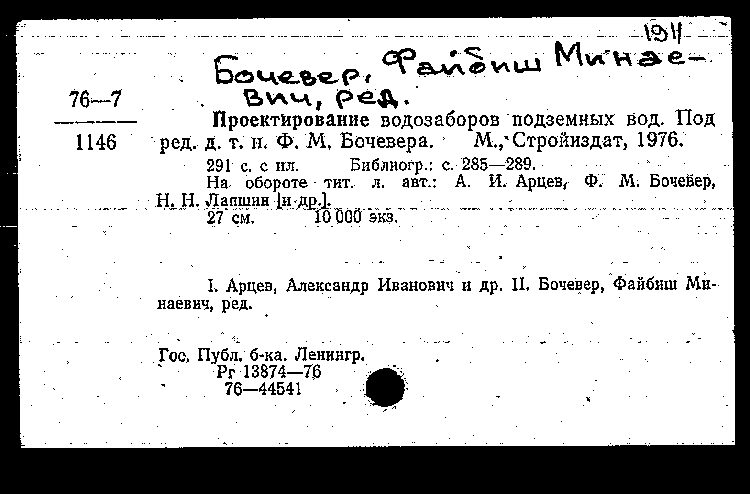 194
Бочевер, Файбиш Минае-
вич, ред.
76—7
1146
Проектирование водозаборов подземных вод. Под
ред. д. т. н. Ф. М. Бочевера. М., Стройиздат, 1976.
291 с. с ил. Библиогр.: с. 285—289.
На обороте тит. л. авт.: А. И. Арцев, Ф. М. Бочевер,
Н. Н. Лапшин [и др.].
27 см. 10 000 экз.
I. Арцев, Александр Иванович и др. II. Бочевер, Файбиш Ми-
наевич, ред.
Гос. Публ. б-ка. Ленингр.
Рг 13874—76
76—44541